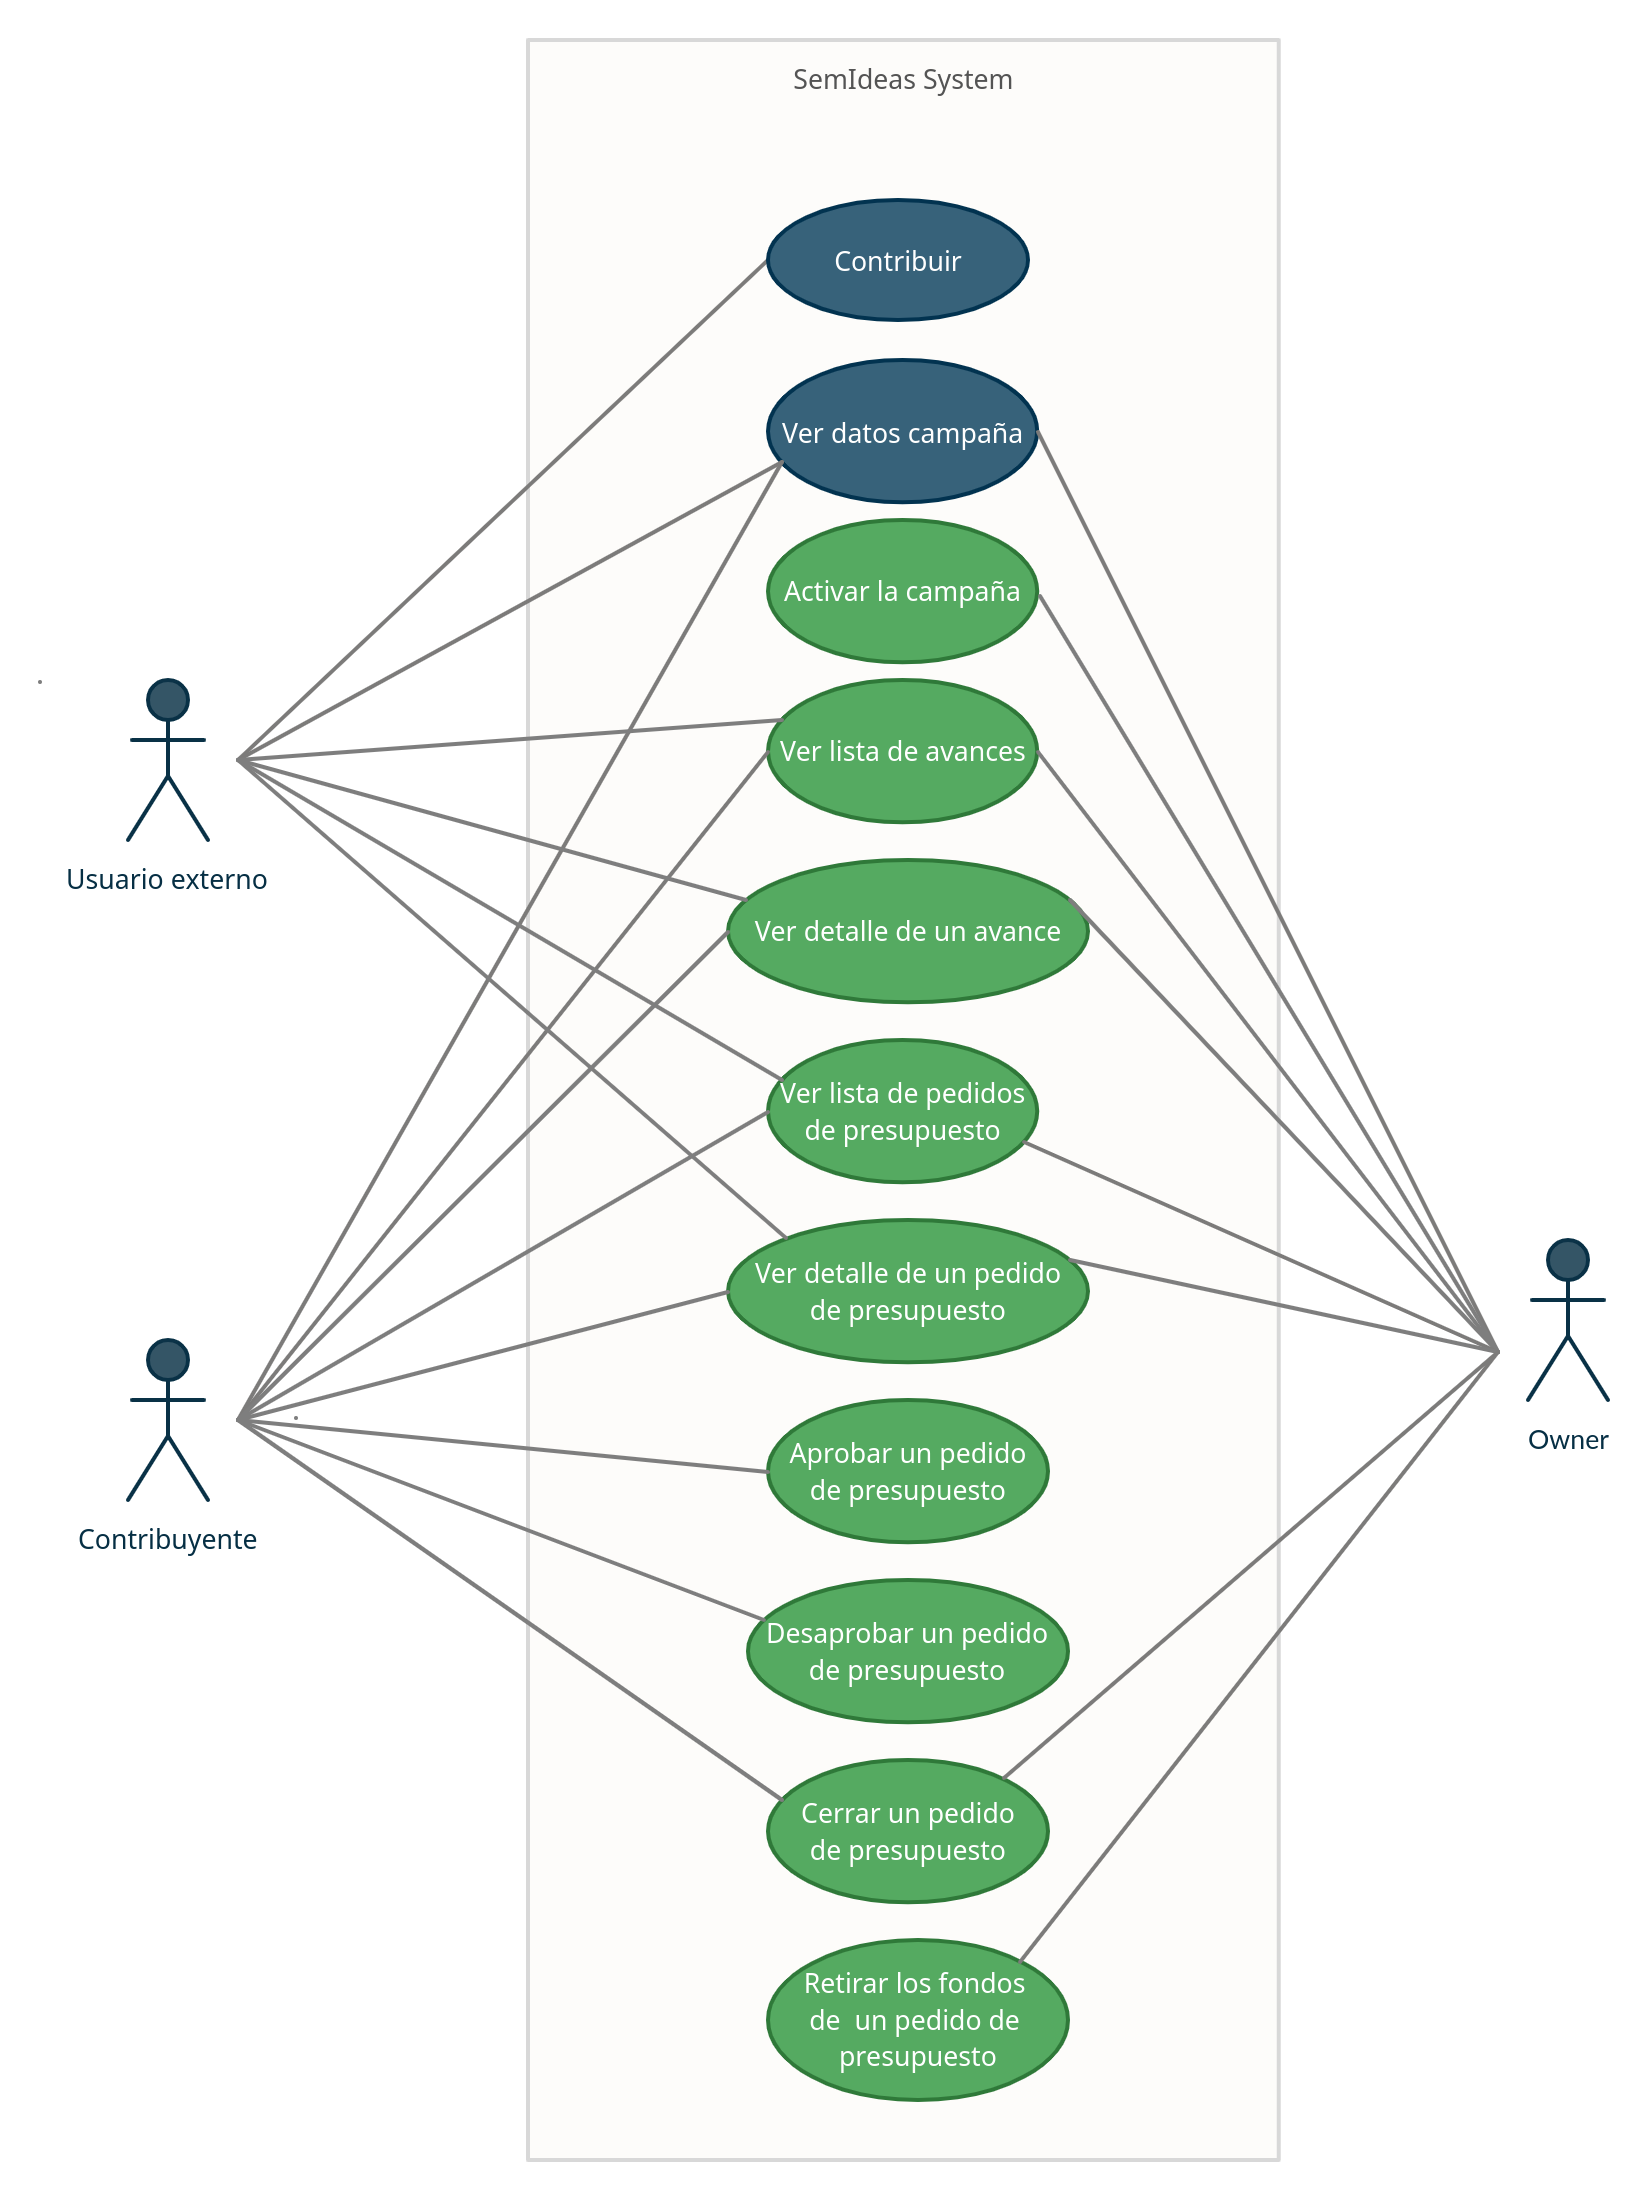 SemIdeas System
Contribuir
Ver datos campaña
Activar la campaña
Ver lista de avances
Usuario externo
Ver detalle de un avance
Ver lista de pedidos
de presupuesto
Ver detalle de un pedido
de presupuesto
Owner
Aprobar un pedido
de presupuesto
Contribuyente
Desaprobar un pedido
de presupuesto
Cerrar un pedido
de presupuesto
Retirar los fondos
de  un pedido de
presupuesto